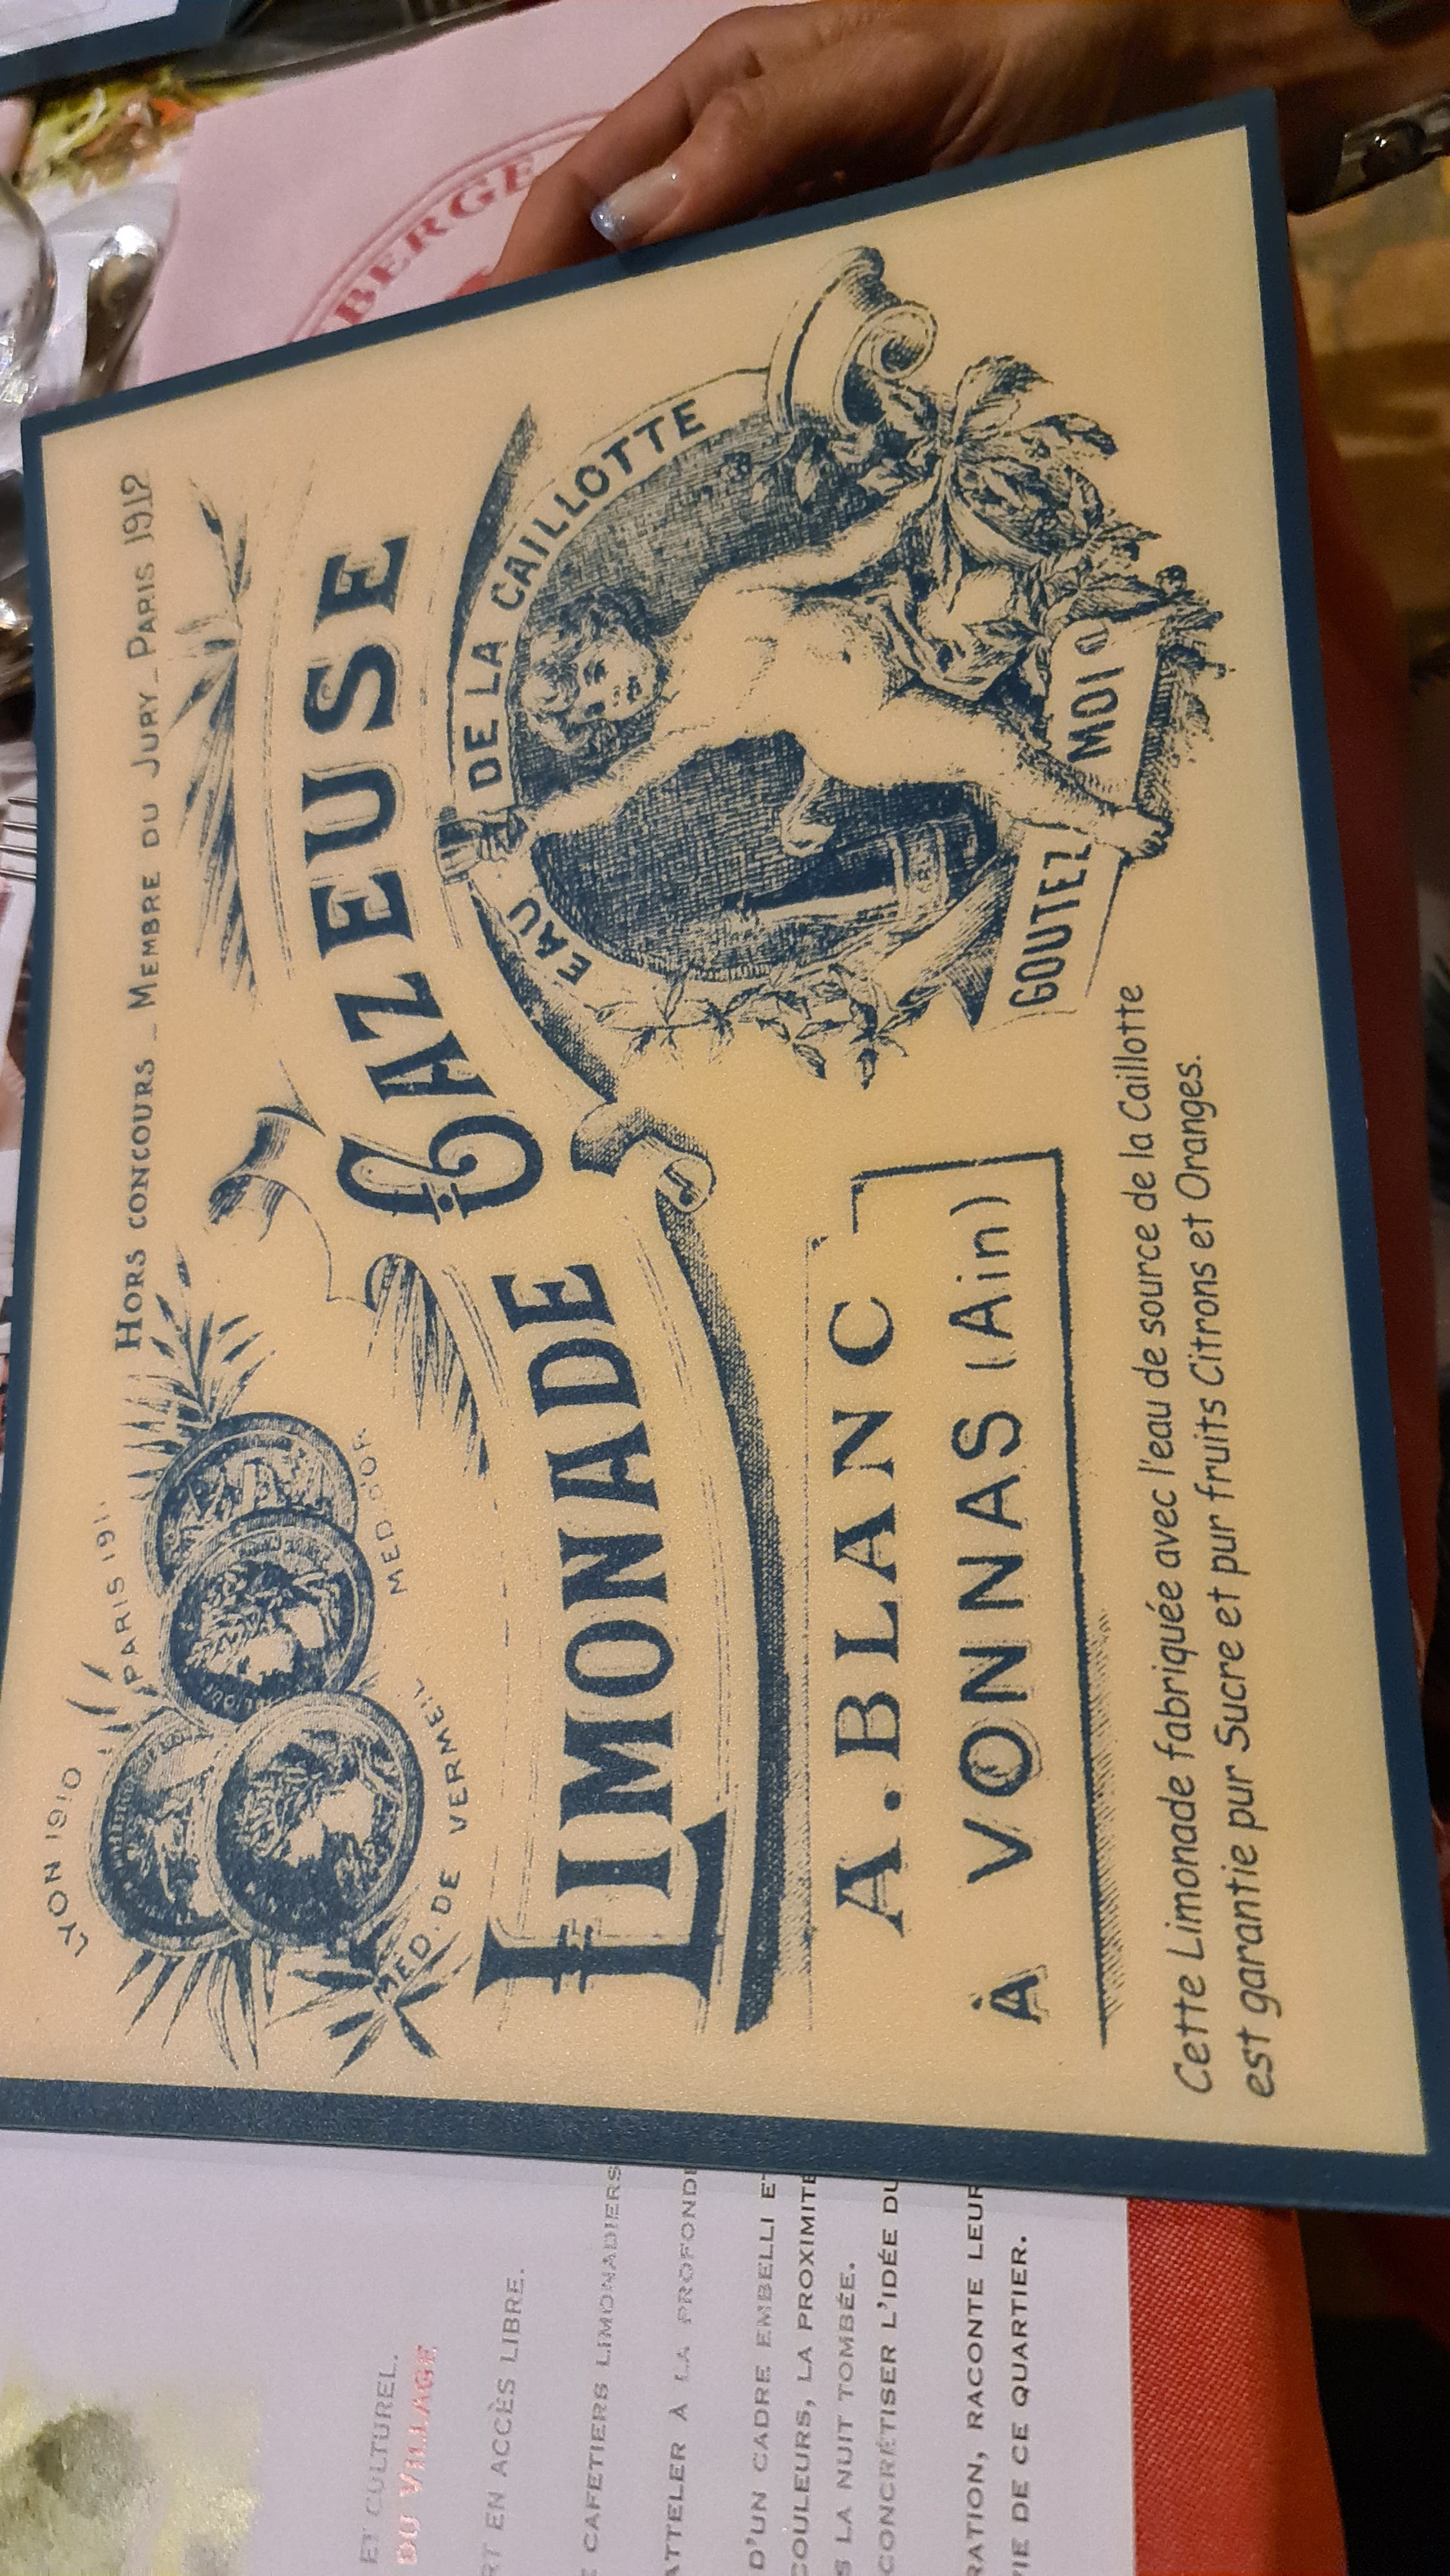 HORS CONCOURS _ MEMBRE DU JURY _ PARIS 1912
LYON 1910
PARIS 191
MED. DE VERMEIL
MED. D'OR
LIMONADE GAZEUSE
EAU DE LA CAILLOTTE
GOUTEZ MOI
A. BLANC
À VONNAS (Ain)
Cette Limonade fabriquée avec l'eau de source de la Caillotte
est garantie pur Sucre et pur fruits Citrons et Oranges.
BERGE
ET CULTUREL.
DU VILLAGE
RT EN ACCÈS LIBRE.
CAFETIERS LIMONADIERS
ATTELER À LA PROFONDE
D'UN CADRE EMBELLI ET
COULEURS, LA PROXIMITÉ
S LA NUIT TOMBÉE.
CONCRÉTISER L'IDÉE DU
RATION, RACONTE LEUR
PIE DE CE QUARTIER.